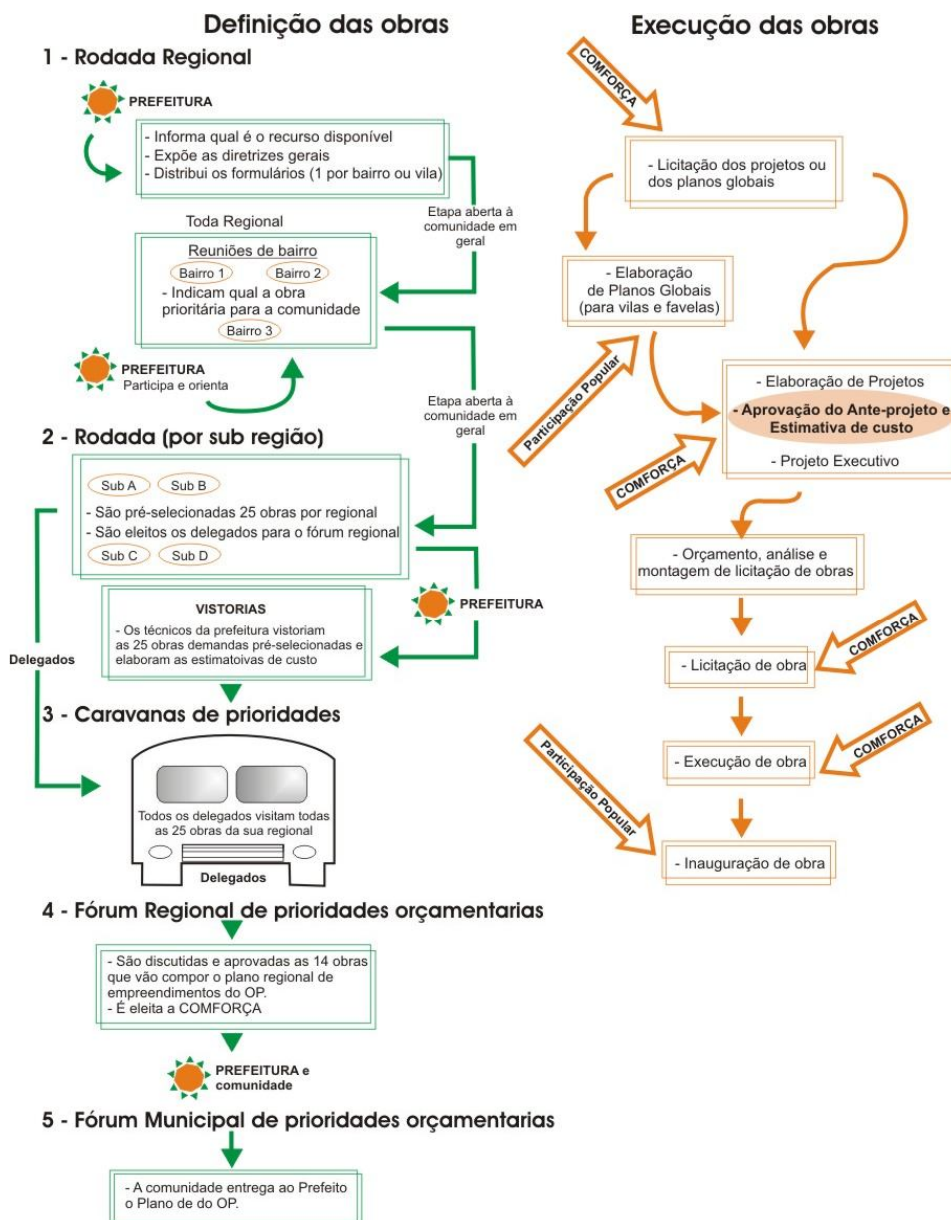 Definição das obras
1 - Rodada Regional
PREFEITURA
- Informa qual é o recurso disponível
- Expõe as diretrizes gerais
- Distribui os formulários (1 por bairro ou vila)
Etapa aberta à
comunidade em
geral
Toda Regional
Reuniões de bairro
Bairro 1
Bairro 2
- Indicam qual a obra
prioritária para a comunidade
Bairro 3
PREFEITURA
Participa e orienta
Etapa aberta à
comunidade em
geral
2 - Rodada (por sub região)
Sub A
Sub B
- São pré-selecionadas 25 obras por regional
- São eleitos os delegados para o fórum regional
Sub C
Sub D
PREFEITURA
VISTORIAS
- Os técnicos da prefeitura vistoriam
as 25 obras demandas pré-selecionadas e
elaboram as estimatoivas de custo
Delegados
3 - Caravanas de prioridades
Todos os delegados visitam todas
as 25 obras da sua regional
Delegados
4 - Fórum Regional de prioridades orçamentarias
- São discutidas e aprovadas as 14 obras
que vão compor o plano regional de
empreendimentos do OP.
- É eleita a COMFORÇA
PREFEITURA e
comunidade
5 - Fórum Municipal de prioridades orçamentarias
- A comunidade entrega ao Prefeito
o Plano de do OP.
Execução das obras
COMFORÇA
- Licitação dos projetos ou
dos planos globais
- Elaboração
de Planos Globais
(para vilas e favelas)
Participação Popular
- Elaboração de Projetos
- Aprovação do Ante-projeto e
Estimativa de custo
- Projeto Executivo
COMFORÇA
- Orçamento, análise e
montagem de licitação de obras
COMFORÇA
- Licitação de obra
COMFORÇA
- Execução de obra
Participação Popular
- Inauguração de obra